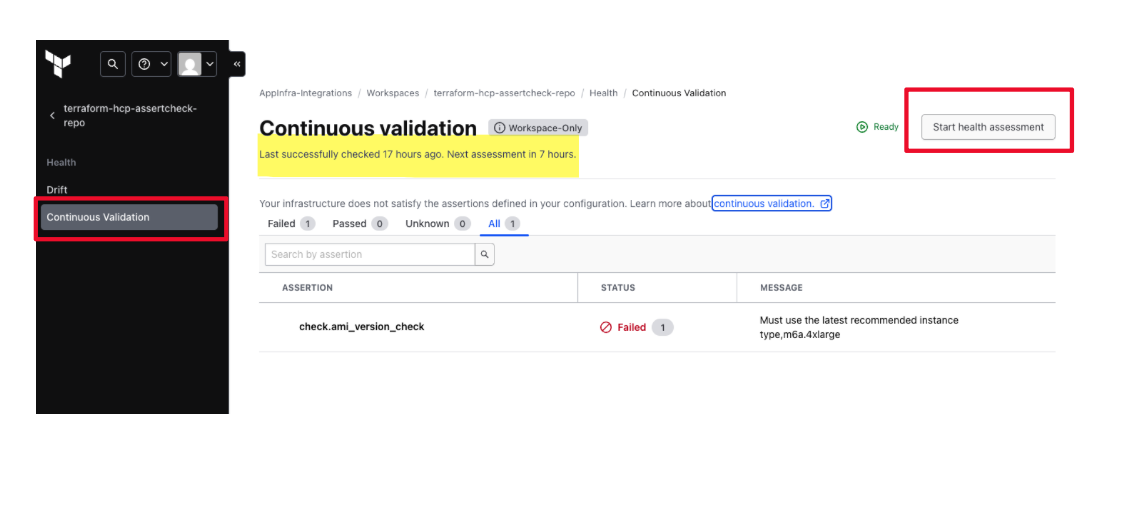 «
terraform-hcp-assertcheck-
repo
Health
Drift
Continuous Validation
AppInfra-Integrations / Workspaces / terraform-hcp-assertcheck-repo / Health / Continuous Validation
Continuous validation Workspace-Only
Ready
Start health assessment
Last successfully checked 17 hours ago. Next assessment in 7 hours.
Your infrastructure does not satisfy the assertions defined in your configuration. Learn more about continuous validation.
Failed 1 Passed 0 Unknown 0 All 1
Search by assertion
ASSERTION STATUS MESSAGE
check.ami_version_check Failed 1 Must use the latest recommended instance
type,m6a.4xlarge